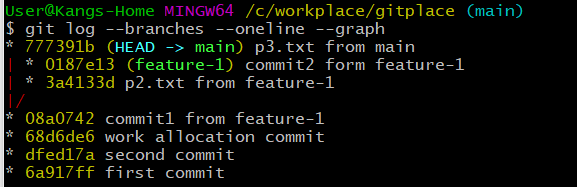 User@Kangs-Home MINGW64 /c/workplace/gitplace (main)
$ git log --branches --oneline --graph
* 777391b (HEAD -> main) p3.txt from main
| * 0187e13 (feature-1) commit2 form feature-1
| * 3a4133d p2.txt from feature-1
|/
* 08a0742 commit1 from feature-1
* 68d6de6 work allocation commit
* dfed17a second commit
* 6a917ff first commit